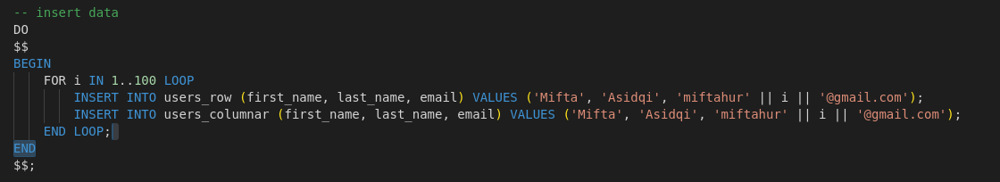 -- insert data
DO
$$
BEGIN
    FOR i IN 1..100 LOOP
        INSERT INTO users_row (first_name, last_name, email) VALUES ('Mifta', 'Asidqi', 'miftahur' || i || '@gmail.com');
        INSERT INTO users_columnar (first_name, last_name, email) VALUES ('Mifta', 'Asidqi', 'miftahur' || i || '@gmail.com');
    END LOOP;
END
$$;